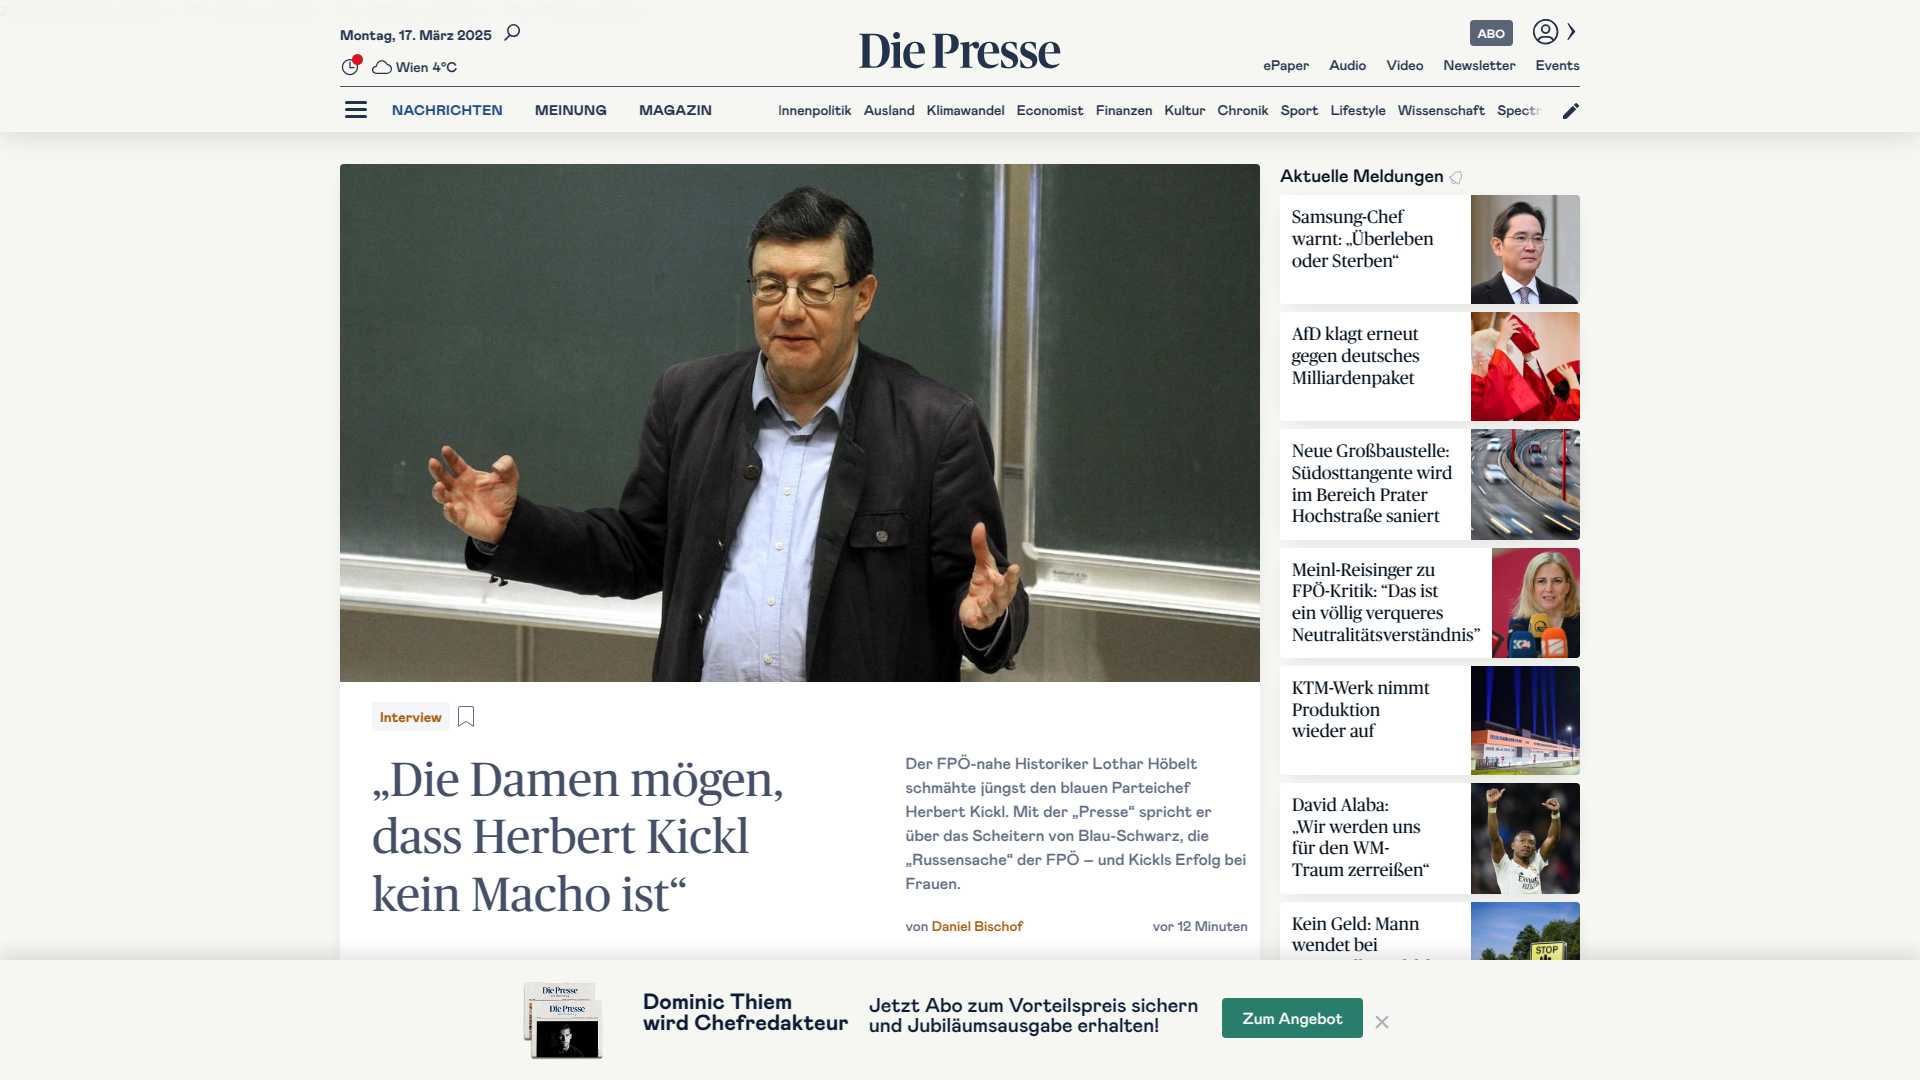 Montag, 17. März 2025
Wien 4°C
Die Presse
ABO
ePaper Audio Video Newsletter Events
NACHRICHTEN MEINUNG MAGAZIN
Innenpolitik Ausland Klimawandel Economist Finanzen Kultur Chronik Sport Lifestyle Wissenschaft
Interview
„Die Damen mögen,
dass Herbert Kickl
kein Macho ist“
Der FPÖ-nahe Historiker Lothar Höbelt
schmähte jüngst den blauen Parteichef
Herbert Kickl. Mit der „Presse“ spricht er
über das Scheitern von Blau-Schwarz, die
„Russensache“ der FPÖ – und Kickls Erfolg bei
Frauen.
von Daniel Bischof
vor 12 Minuten
Aktuelle Meldungen
Samsung-Chef
warnt: „Überleben
oder Sterben“
AfD klagt erneut
gegen deutsches
Milliardenpaket
Neue Großbaustelle:
Südosttangente wird
im Bereich Prater
Hochstraße saniert
Meinl-Reisinger zu
FPÖ-Kritik: “Das ist
ein völlig verqueres
Neutralitätsverständnis”
KTM-Werk nimmt
Produktion
wieder auf
David Alaba:
„Wir werden uns
für den WM-
Traum zerreißen“
Kein Geld: Mann
wendet bei
STOP
Die Presse
Die Presse
Dominic Thiem
wird Chefredakteur
Jetzt Abo zum Vorteilspreis sichern
und Jubiläumsausgabe erhalten!
Zum Angebot